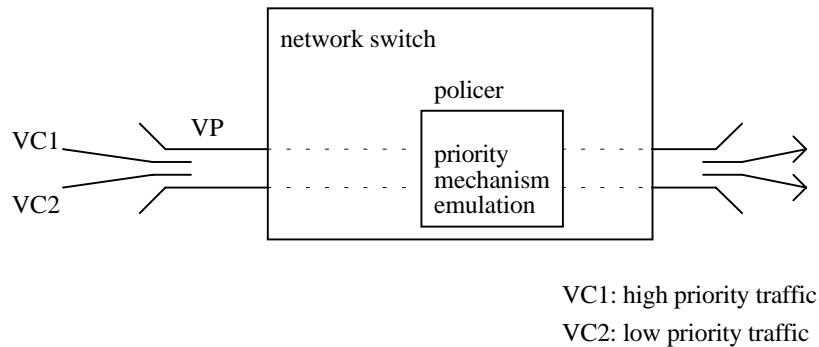 network switch
policer
VP
VC1
priority
mechanism
emulation
VC2
VC1: high priority traffic
VC2: low priority traffic